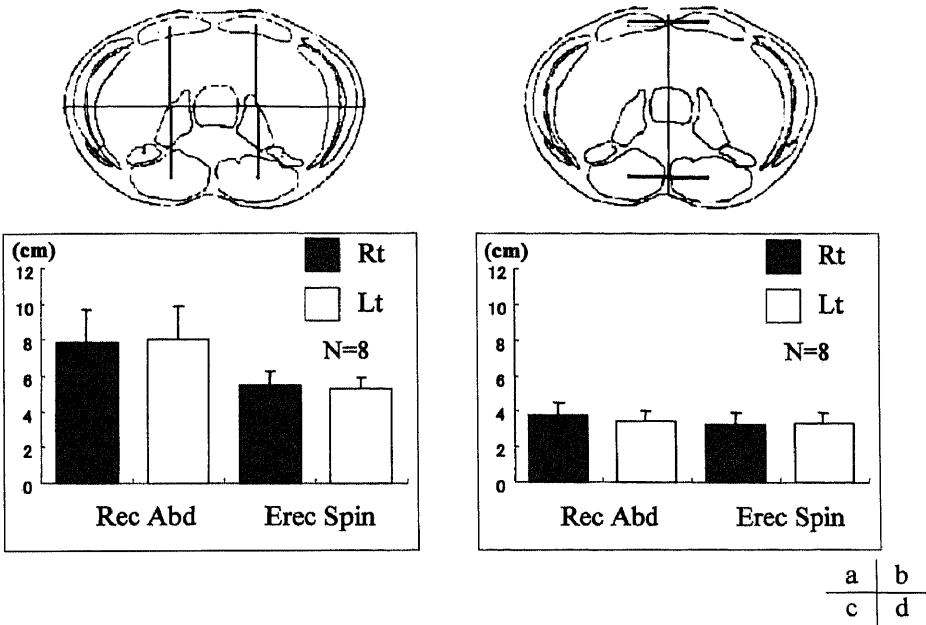 (cm)
12
10
8
6
4
2
0
Rt
Lt
N=8
Rec Abd Erec Spin
(cm)
12
10
8
6
4
2
0
Rt
Lt
N=8
Rec Abd Erec Spin
a b
c d